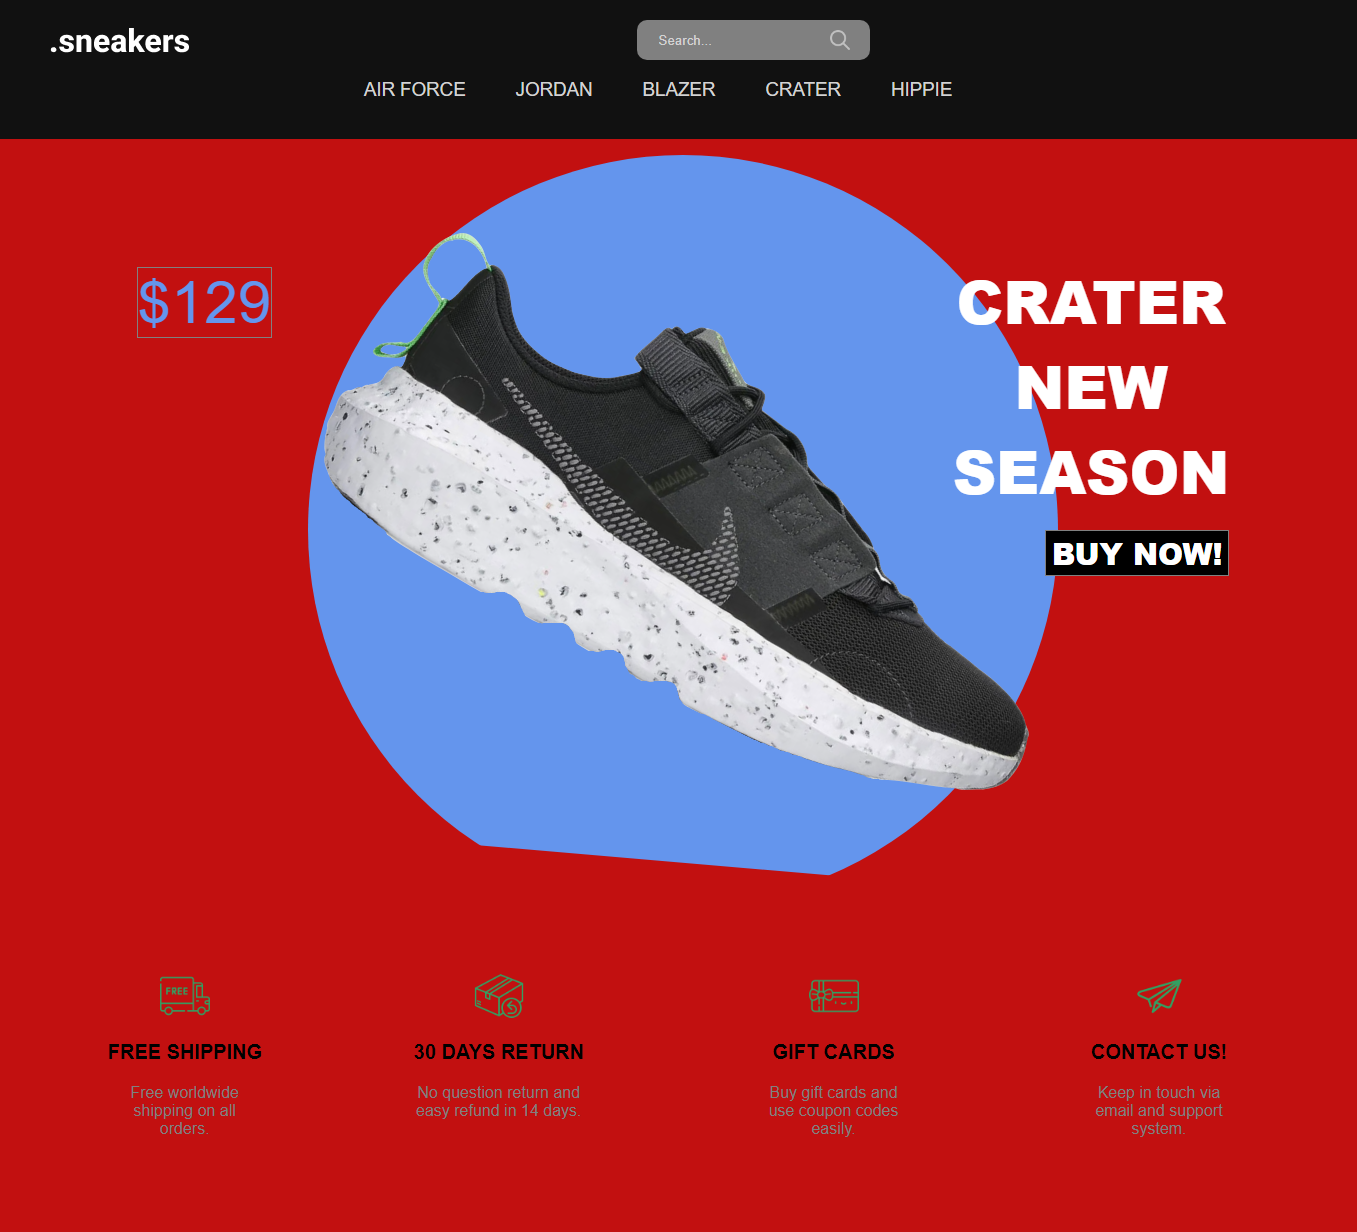 .sneakers
Search...
AIR FORCE JORDAN BLAZER CRATER HIPPIE
$129
CRATER
NEW
SEASON
BUY NOW!
FREE
FREE SHIPPING
Free worldwide
shipping on all
orders.
30 DAYS RETURN
No question return and
easy refund in 14 days.
GIFT CARDS
Buy gift cards and
use coupon codes
easily.
CONTACT US!
Keep in touch via
email and support
system.